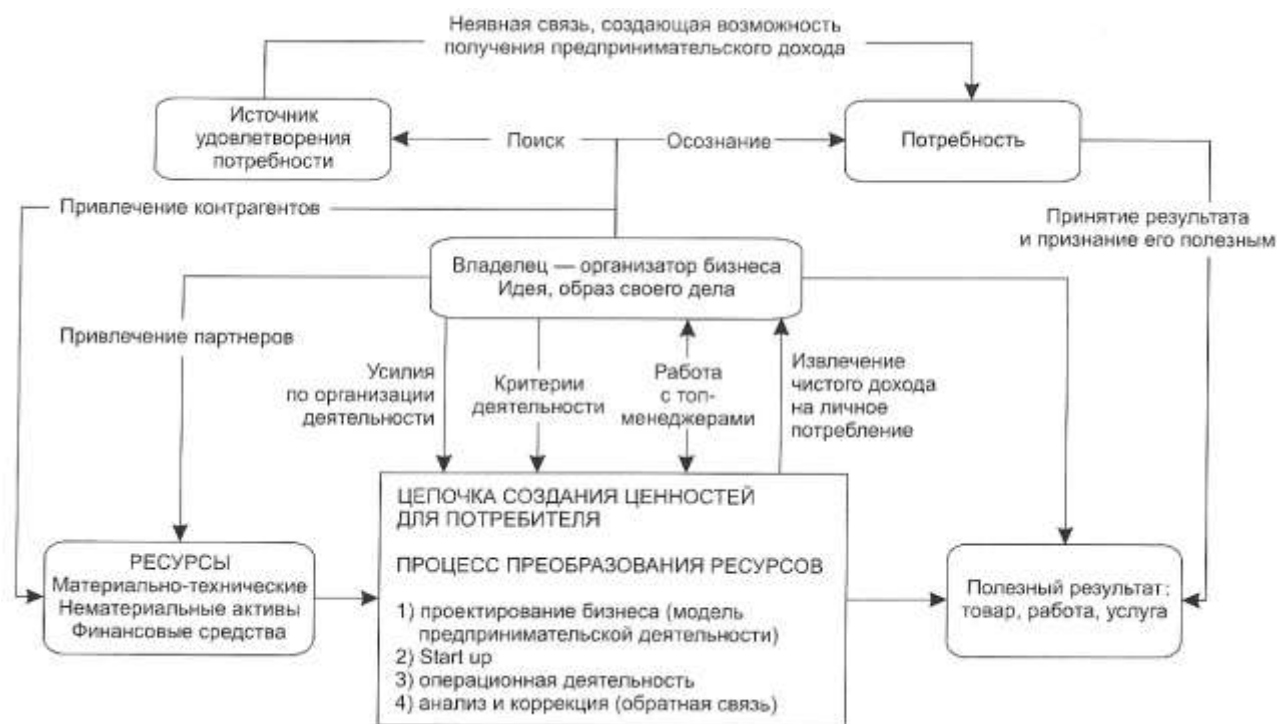 Неявная связь, создающая возможность
получения предпринимательского дохода
Источник
удовлетворения
потребности
Поиск
Осознание
Потребность
Привлечение контрагентов
Принятие результата
и признание его полезным
Владелец — организатор бизнеса
Идея, образ своего дела
Привлечение партнеров
Усилия
по организации
деятельности
Критерии
деятельности
Работа
с топ-
менеджерами
Извлечение
чистого дохода
на личное
потребление
РЕСУРСЫ
Материально-технические
Нематериальные активы
Финансовые средства
ЦЕПОЧКА СОЗДАНИЯ ЦЕННОСТЕЙ
ДЛЯ ПОТРЕБИТЕЛЯ
ПРОЦЕСС ПРЕОБРАЗОВАНИЯ РЕСУРСОВ
1) проектирование бизнеса (модель
предпринимательской деятельности)
2) Start up
3) операционная деятельность
4) анализ и коррекция (обратная связь)
Полезный результат:
товар, работа, услуга